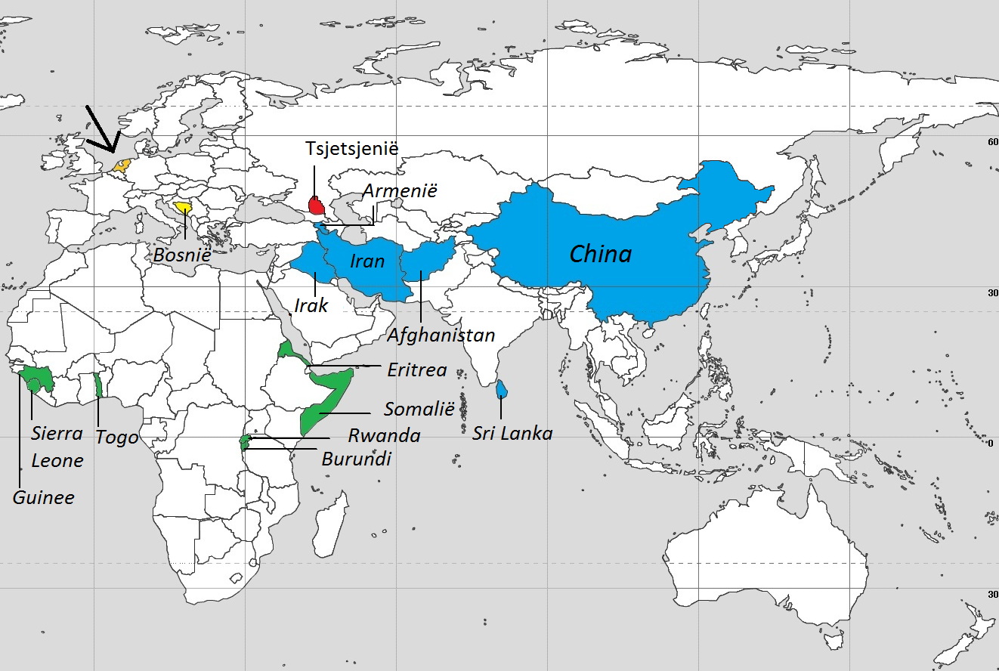 60
Tsjetsjenië
Armenië
Bosnië
China
Iran
30
Irak
Afghanistan
Eritrea
Somalië
Sierra
Leone
Togo
Rwanda
Sri Lanka
0
Burundi
Guinee
30